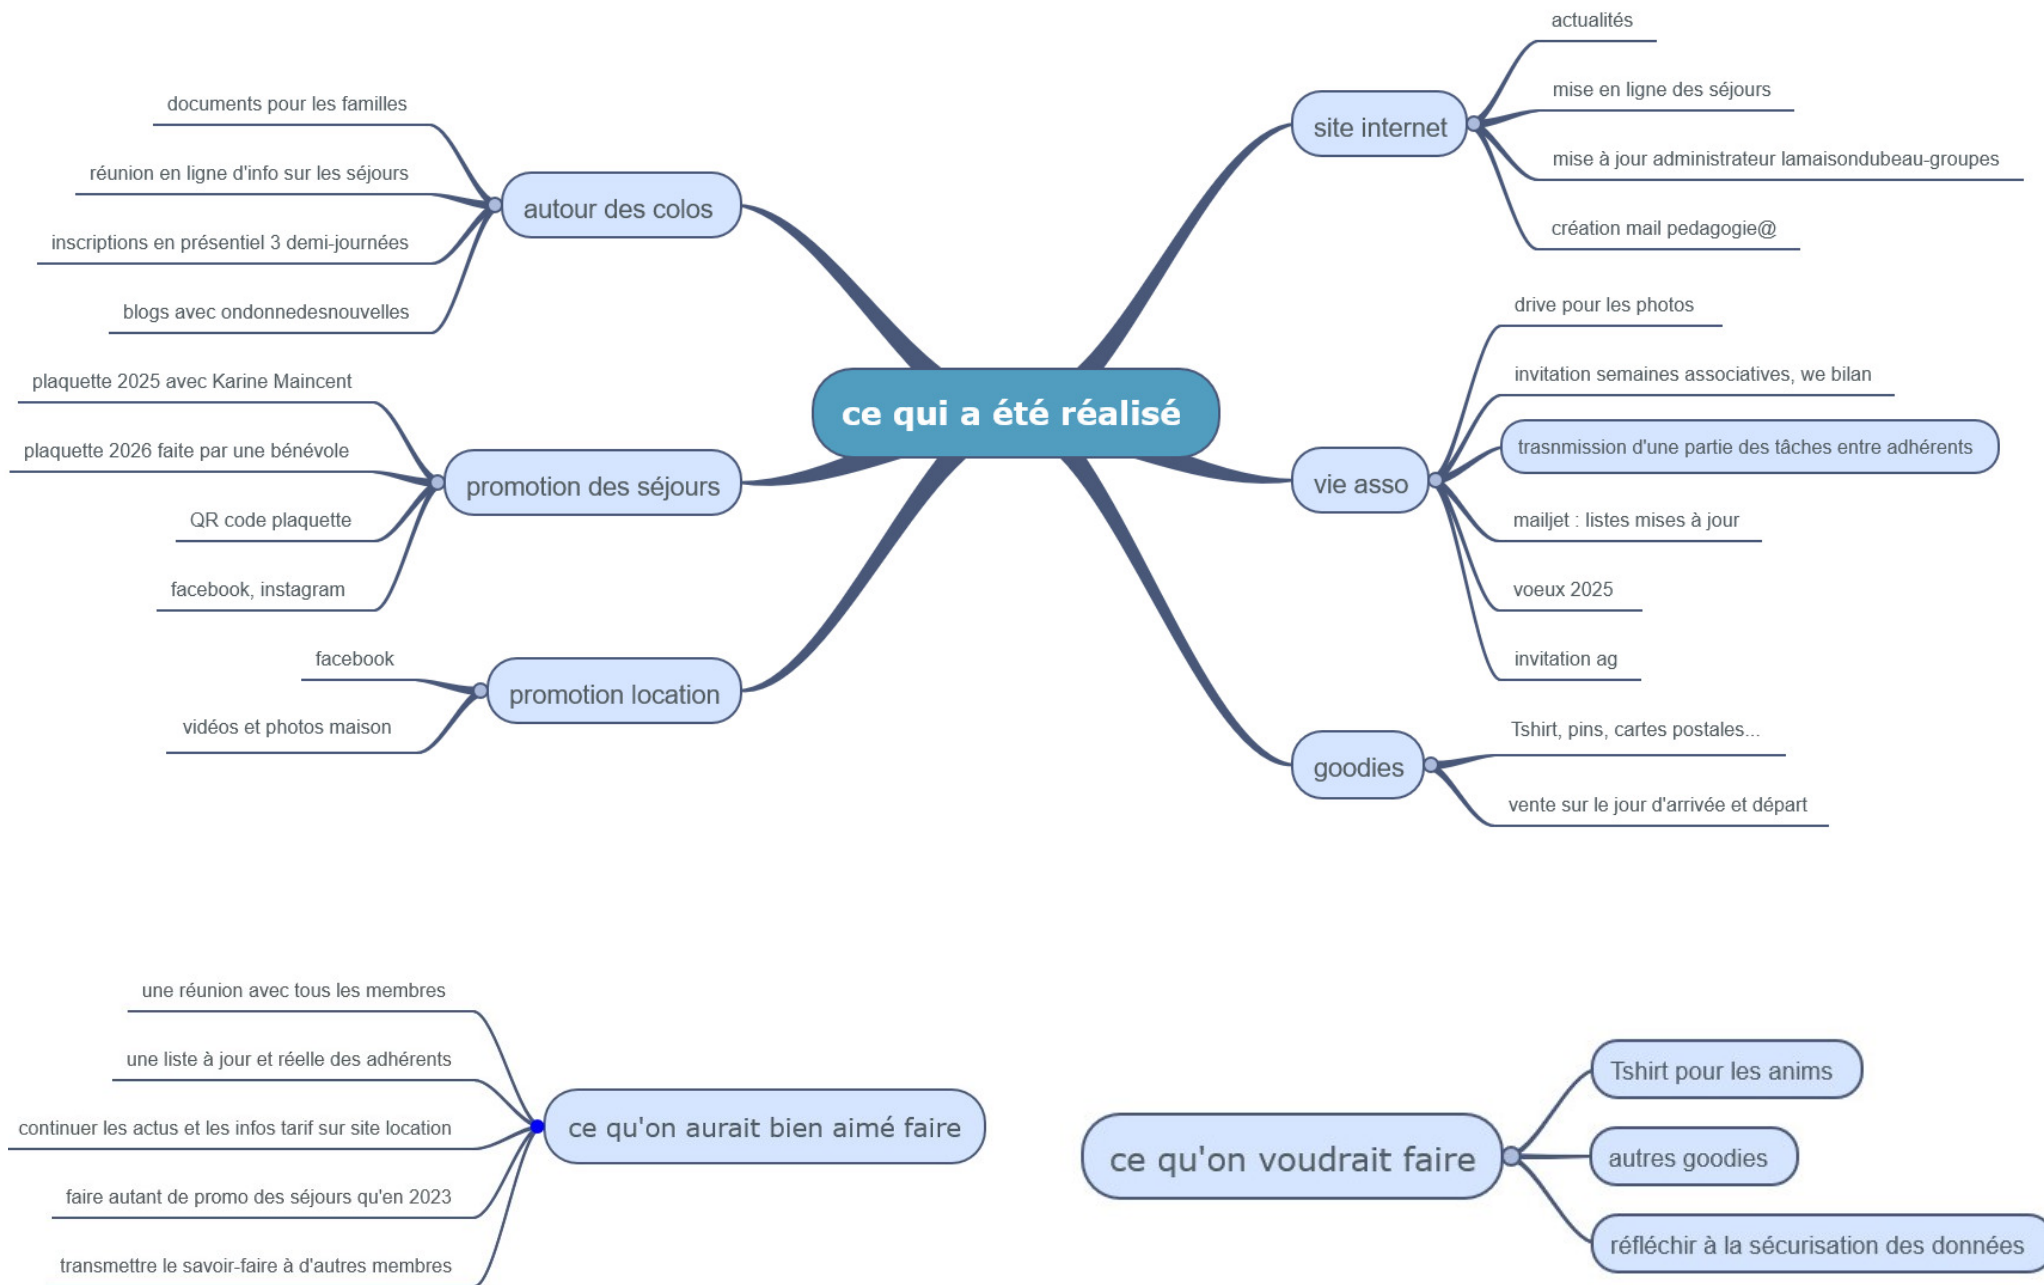 ce qui a été réalisé
autour des colos
documents pour les familles
réunion en ligne d'info sur les séjours
inscriptions en présentiel 3 demi-journées
blogs avec ondonnedesnouvelles
promotion des séjours
plaquette 2025 avec Karine Maincent
plaquette 2026 faite par une bénévole
QR code plaquette
facebook, instagram
promotion location
facebook
vidéos et photos maison
site internet
actualités
mise en ligne des séjours
mise à jour administrateur lamaisondubeau-groupes
création mail pedagogie@
vie asso
drive pour les photos
invitation semaines associatives, we bilan
trasnmission d'une partie des tâches entre adhérents
mailjet : listes mises à jour
voeux 2025
invitation ag
goodies
Tshirt, pins, cartes postales...
vente sur le jour d'arrivée et départ
ce qu'on aurait bien aimé faire
une réunion avec tous les membres
une liste à jour et réelle des adhérents
continuer les actus et les infos tarif sur site location
faire autant de promo des séjours qu'en 2023
transmettre le savoir-faire à d'autres membres
ce qu'on voudrait faire
Tshirt pour les anims
autres goodies
réfléchir à la sécurisation des données